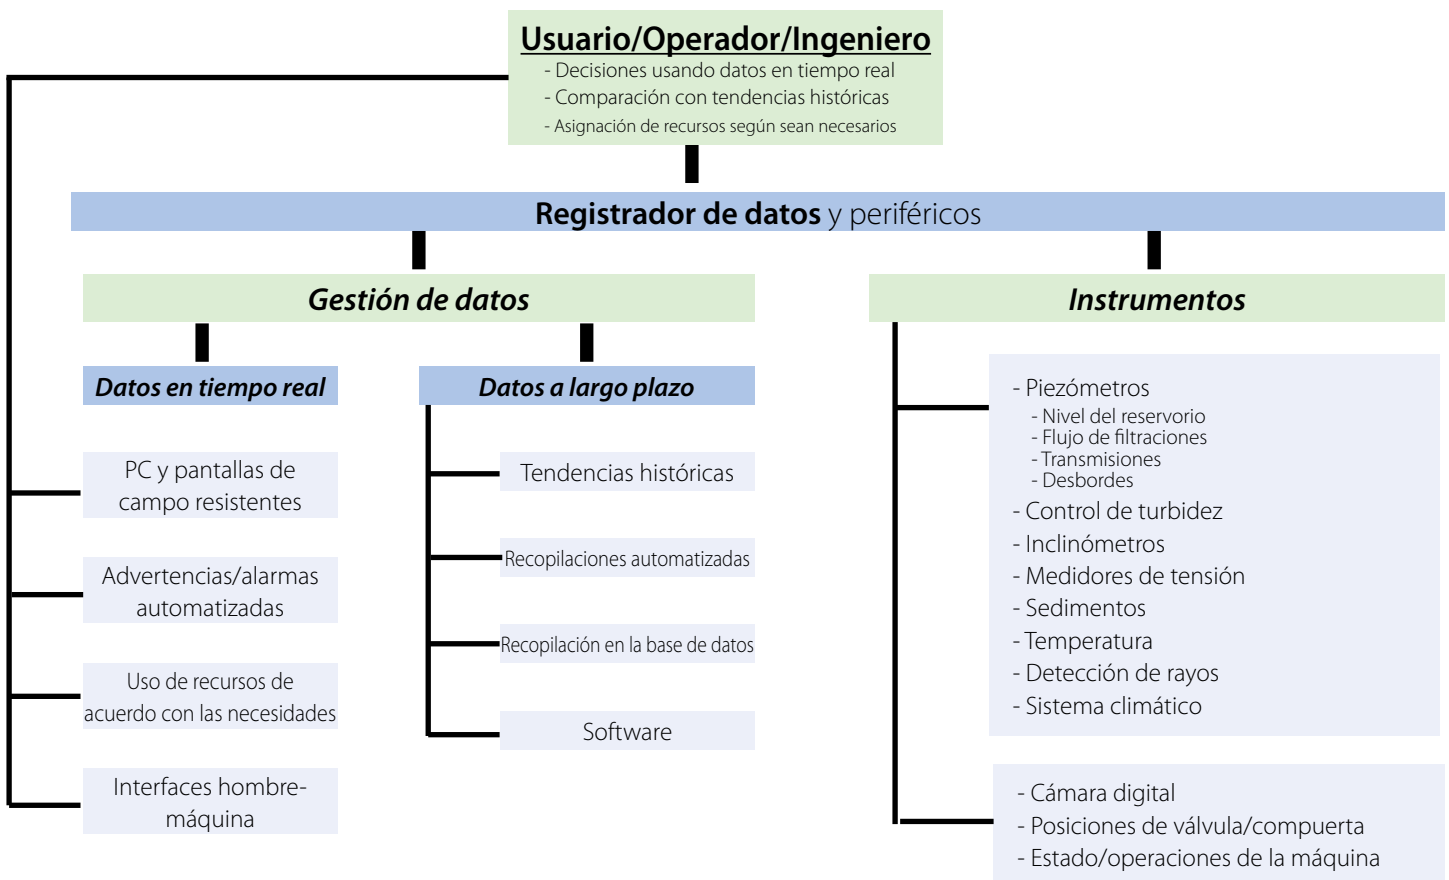 Usuario/Operador/Ingeniero
- Decisiones usando datos en tiempo real
- Comparación con tendencias históricas
- Asignación de recursos según sean necesarios
Registrador de datos y periféricos
Gestión de datos
Datos en tiempo real
PC y pantallas de
campo resistentes
Advertencias/alarmas
automatizadas
Uso de recursos de
acuerdo con las necesidades
Interfaces hombre-
máquina
Datos a largo plazo
Tendencias históricas
Recopilaciones automatizadas
Recopilación en la base de datos
Software
Instrumentos
- Piezómetros
- Nivel del reservorio
- Flujo de filtraciones
- Transmisiones
- Desbordes
- Control de turbidez
- Inclinómetros
- Medidores de tensión
- Sedimentos
- Temperatura
- Detección de rayos
- Sistema climático
- Cámara digital
- Posiciones de válvula/compuerta
- Estado/operaciones de la máquina